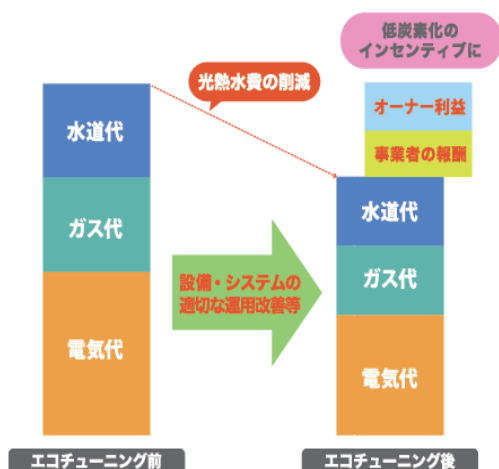 低炭素化の
インセンティブに
光熱水費の削減
オーナー利益
事業者の報酬
水道代
ガス代
電気代
設備・システムの
適切な運用改善等
水道代
ガス代
電気代
エコチューニング前
エコチューニング後